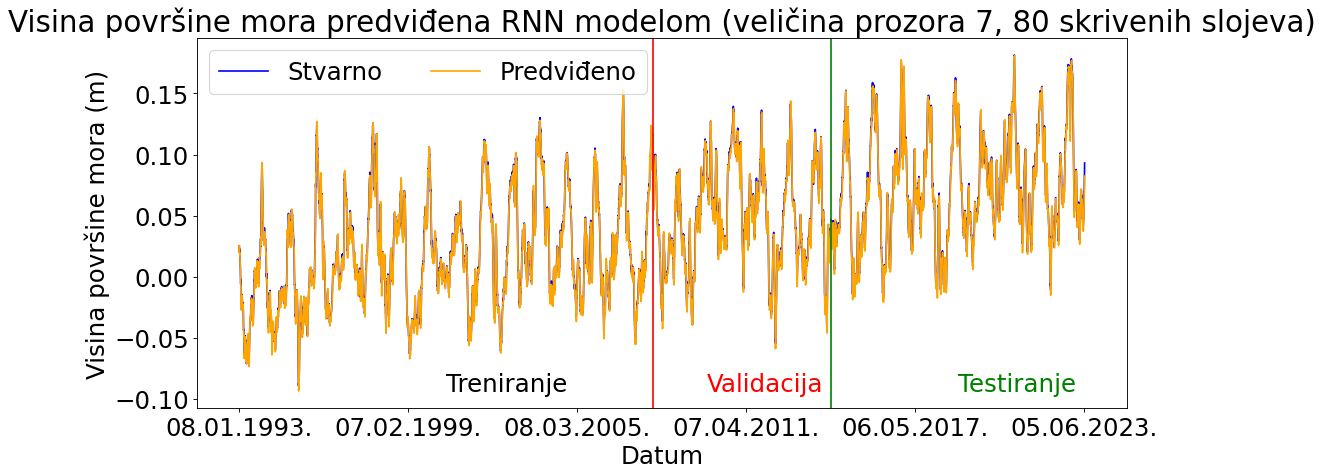 Visina površine mora predviđena RNN modelom (veličina prozora 7, 80 skrivenih slojeva)
Stvarno Predviđeno
Visina površine mora (m)
0.15
0.10
0.05
0.00
−0.05
−0.10
Treniranje Validacija Testiranje
08.01.1993. 07.02.1999. 08.03.2005. 07.04.2011. 06.05.2017. 05.06.2023.
Datum